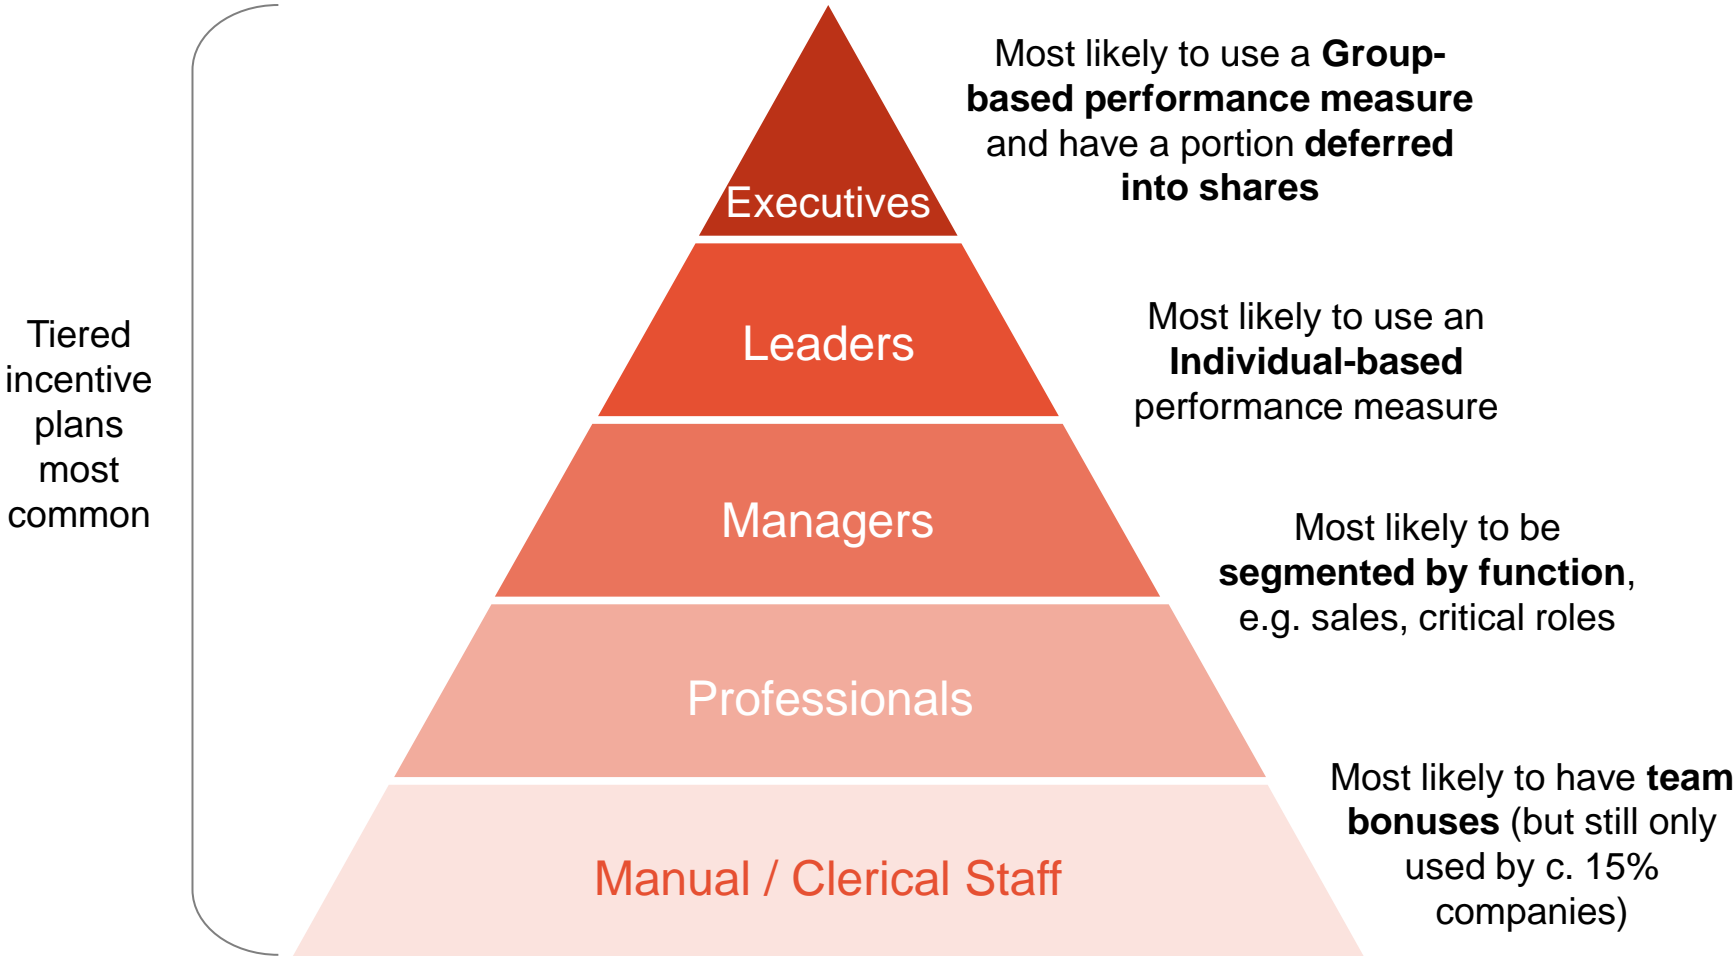 Tiered
incentive
plans
most
common
Executives
Leaders
Managers
Professionals
Manual / Clerical Staff
Most likely to use a Group-
based performance measure
and have a portion deferred
into shares
Most likely to use an
Individual-based
performance measure
Most likely to be
segmented by function,
e.g. sales, critical roles
Most likely to have team
bonuses (but still only
used by c. 15%
companies)